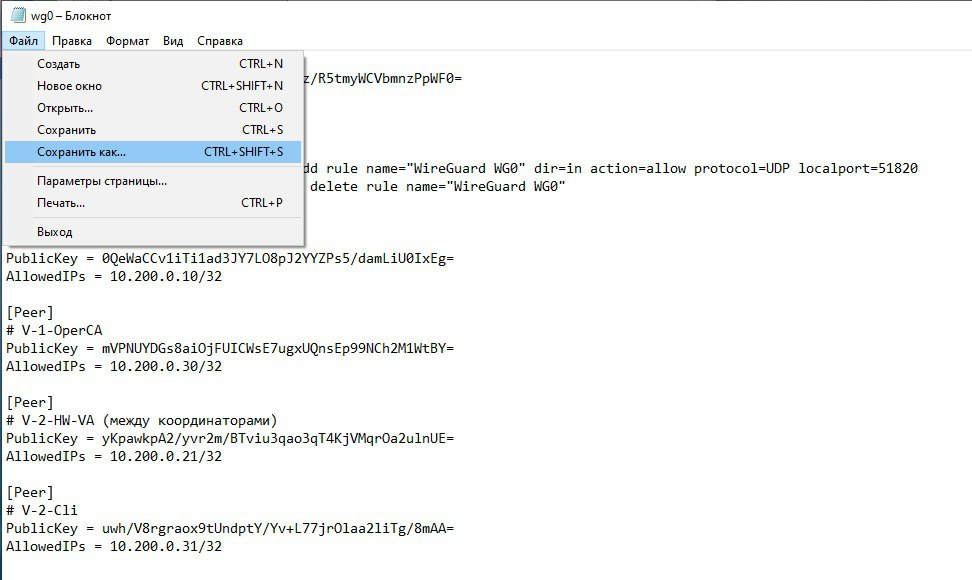 wg0 – Блокнот
Файл Правка Формат Вид Справка
Создать CTRL+N
Новое окно CTRL+SHIFT+N
Открыть... CTRL+O
Сохранить CTRL+S
Сохранить как... CTRL+SHIFT+S
Параметры страницы...
Печать... CTRL+P
Выход
z/R5tmyWCVbmnzPpWF0=
dd rule name="WireGuard WG0" dir=in action=allow protocol=UDP localport=51820
delete rule name="WireGuard WG0"
PublicKey = 0QeWaCCv1iTi1ad3JY7LO8pJ2YYZPs5/damLiU0IxEg=
AllowedIPs = 10.200.0.10/32
[Peer]
# V-1-OperCA
PublicKey = mVPNUYDGs8aiOjFUICWsE7ugxUQnsEp99NCh2M1WtBY=
AllowedIPs = 10.200.0.30/32
[Peer]
# V-2-HW-VA (между координаторами)
PublicKey = yKpawkpA2/yvr2m/BTviu3qao3qT4KjVMqrOa2ulnUE=
AllowedIPs = 10.200.0.21/32
[Peer]
# V-2-Cli
PublicKey = uwh/V8rgraox9tUndptY/Yv+L77jrOlaa2liTg/8mAA=
AllowedIPs = 10.200.0.31/32